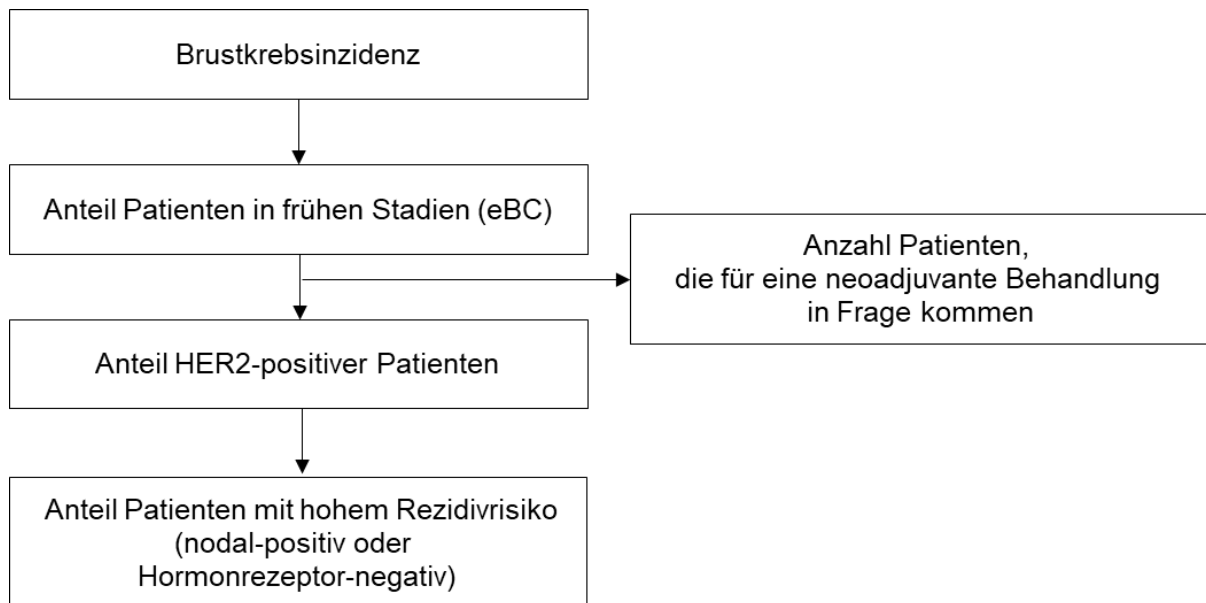 Brustkrebsinzidenz
Anteil Patienten in frühen Stadien (eBC)
Anzahl Patienten,
die für eine neoadjuvante Behandlung
in Frage kommen
Anteil HER2-positiver Patienten
Anteil Patienten mit hohem Rezidivrisiko
(nodal-positiv oder
Hormonrezeptor-negativ)